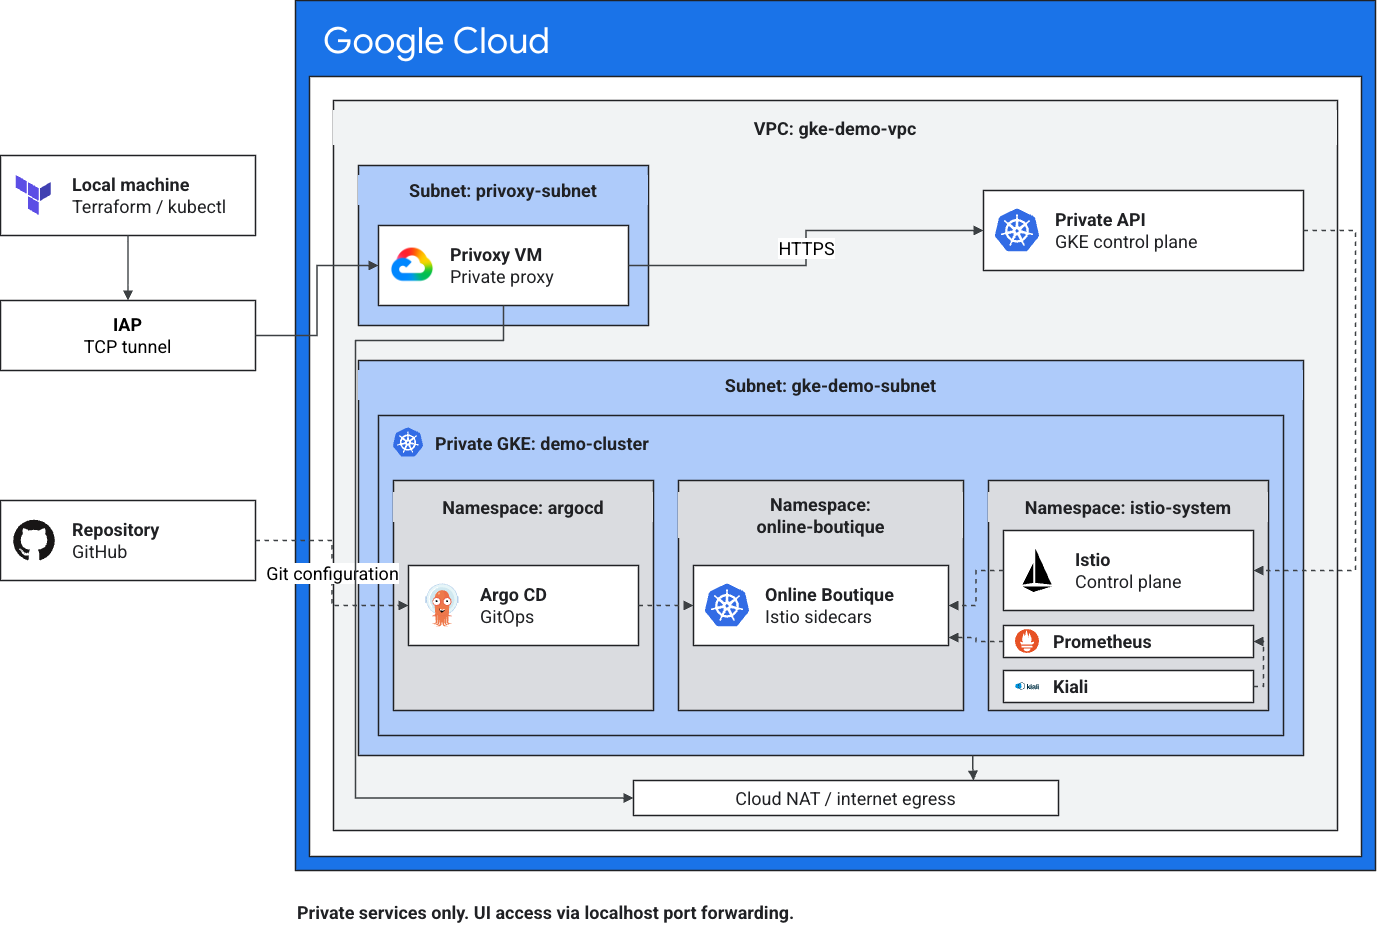 Google Cloud
VPC: gke-demo-vpc
Local machine
Terraform / kubectl
IAP
TCP tunnel
Subnet: privoxy-subnet
Privoxy VM
Private proxy
HTTPS
Private API
GKE control plane
Subnet: gke-demo-subnet
Private GKE: demo-cluster
Repository
GitHub
Git configuration
Namespace: argocd
Argo CD
GitOps
Namespace:
online-boutique
Online Boutique
Istio sidecars
Namespace: istio-system
Istio
Control plane
Prometheus
kiali
Kiali
Cloud NAT / internet egress
Private services only. UI access via localhost port forwarding.